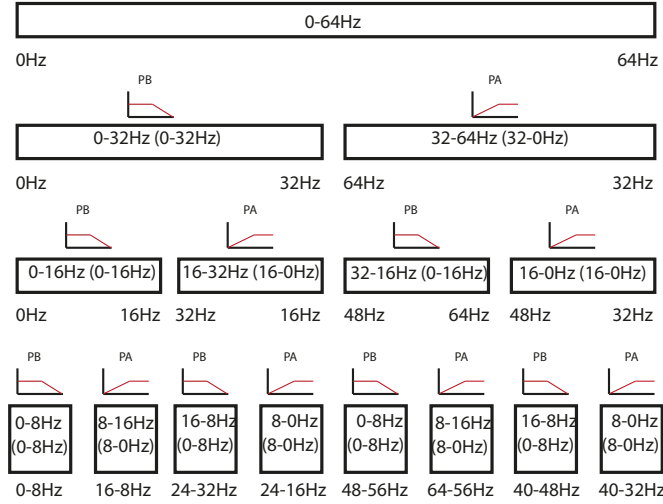 0-64Hz
0Hz 64Hz
PB PA
0-32Hz (0-32Hz) 32-64Hz (32-0Hz)
0Hz 32Hz 64Hz 32Hz
PB PA PB PA
0-16Hz (0-16Hz) 16-32Hz (16-0Hz) 32-16Hz (0-16Hz) 16-0Hz (16-0Hz)
0Hz 16Hz 32Hz 16Hz 48Hz 64Hz 48Hz 32Hz
PB PA PB PA PB PA PB PA
0-8Hz 8-16Hz 16-8Hz 8-0Hz 0-8Hz 8-16Hz 16-8Hz 8-0Hz
(0-8Hz) (8-0Hz) (0-8Hz) (8-0Hz) (0-8Hz) (8-0Hz) (0-8Hz) (8-0Hz)
0-8Hz 16-8Hz 24-32Hz 24-16Hz 48-56Hz 64-56Hz 40-48Hz 40-32Hz